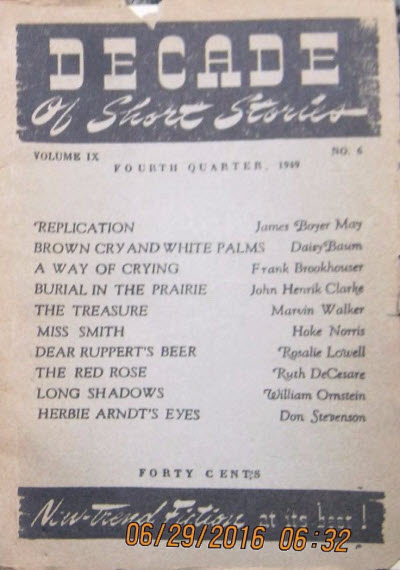 DECADE
Of Short Stories
VOLUME IX NO. 6
FOURTH QUARTER, 1949
REPLICATION James Boyer May
BROWN CRY AND WHITE PALMS Daisy Baum
A WAY OF CRYING Frank Brookhouser
BURIAL IN THE PRAIRIE John Henrik Clarke
THE TREASURE Marvin Walker
MISS SMITH Hoke Norris
DEAR RUPPERT'S BEER Rosalie Lowell
THE RED ROSE Ruth DeCesare
LONG SHADOWS William Ornstein
HERBIE ARNDT'S EYES Don Stevenson
FORTY CENTS
New-trend Fiction at its best!
06/29/2016 06:32